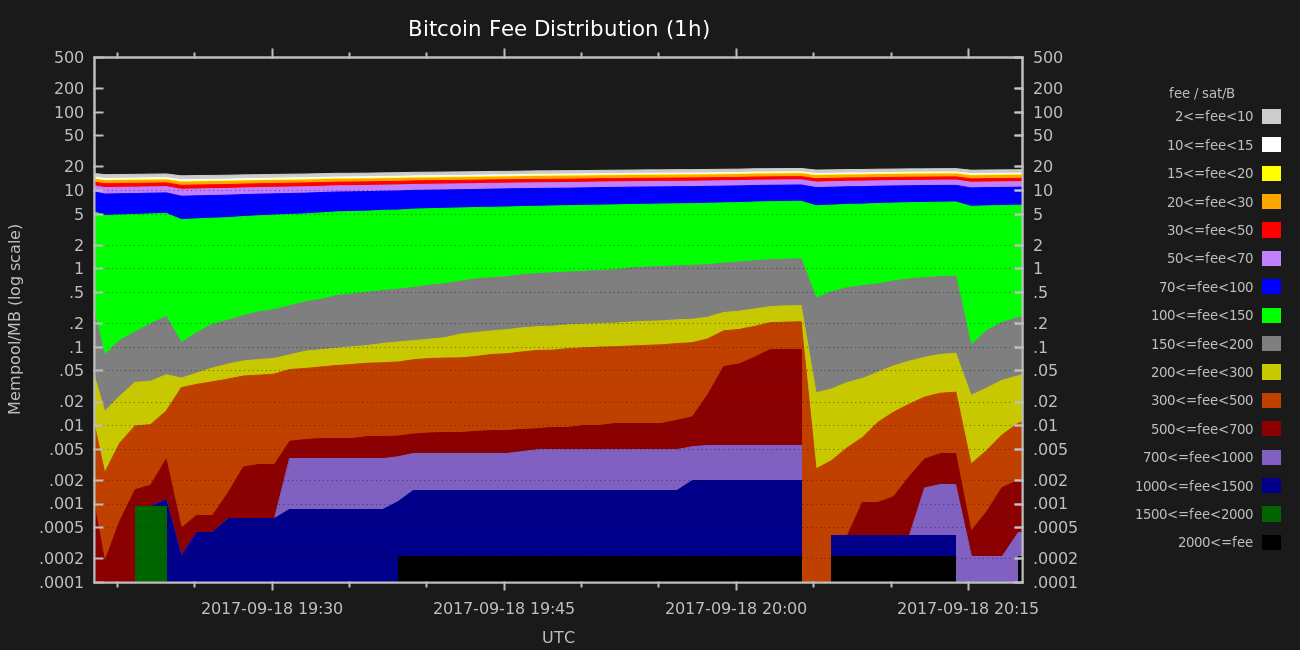 Bitcoin Fee Distribution (1h)
Mempool/MB (log scale)
500
200
100
50
20
10
5
2
1
.5
.2
.1
.05
.02
.01
.005
.002
.001
.0005
.0002
.0001
500
200
100
50
20
10
5
2
1
.5
.2
.1
.05
.02
.01
.005
.002
.001
.0005
.0002
.0001
2017-09-18 19:30
2017-09-18 19:45
2017-09-18 20:00
2017-09-18 20:15
UTC
fee / sat/B
2<=fee<10
10<=fee<15
15<=fee<20
20<=fee<30
30<=fee<50
50<=fee<70
70<=fee<100
100<=fee<150
150<=fee<200
200<=fee<300
300<=fee<500
500<=fee<700
700<=fee<1000
1000<=fee<1500
1500<=fee<2000
2000<=fee